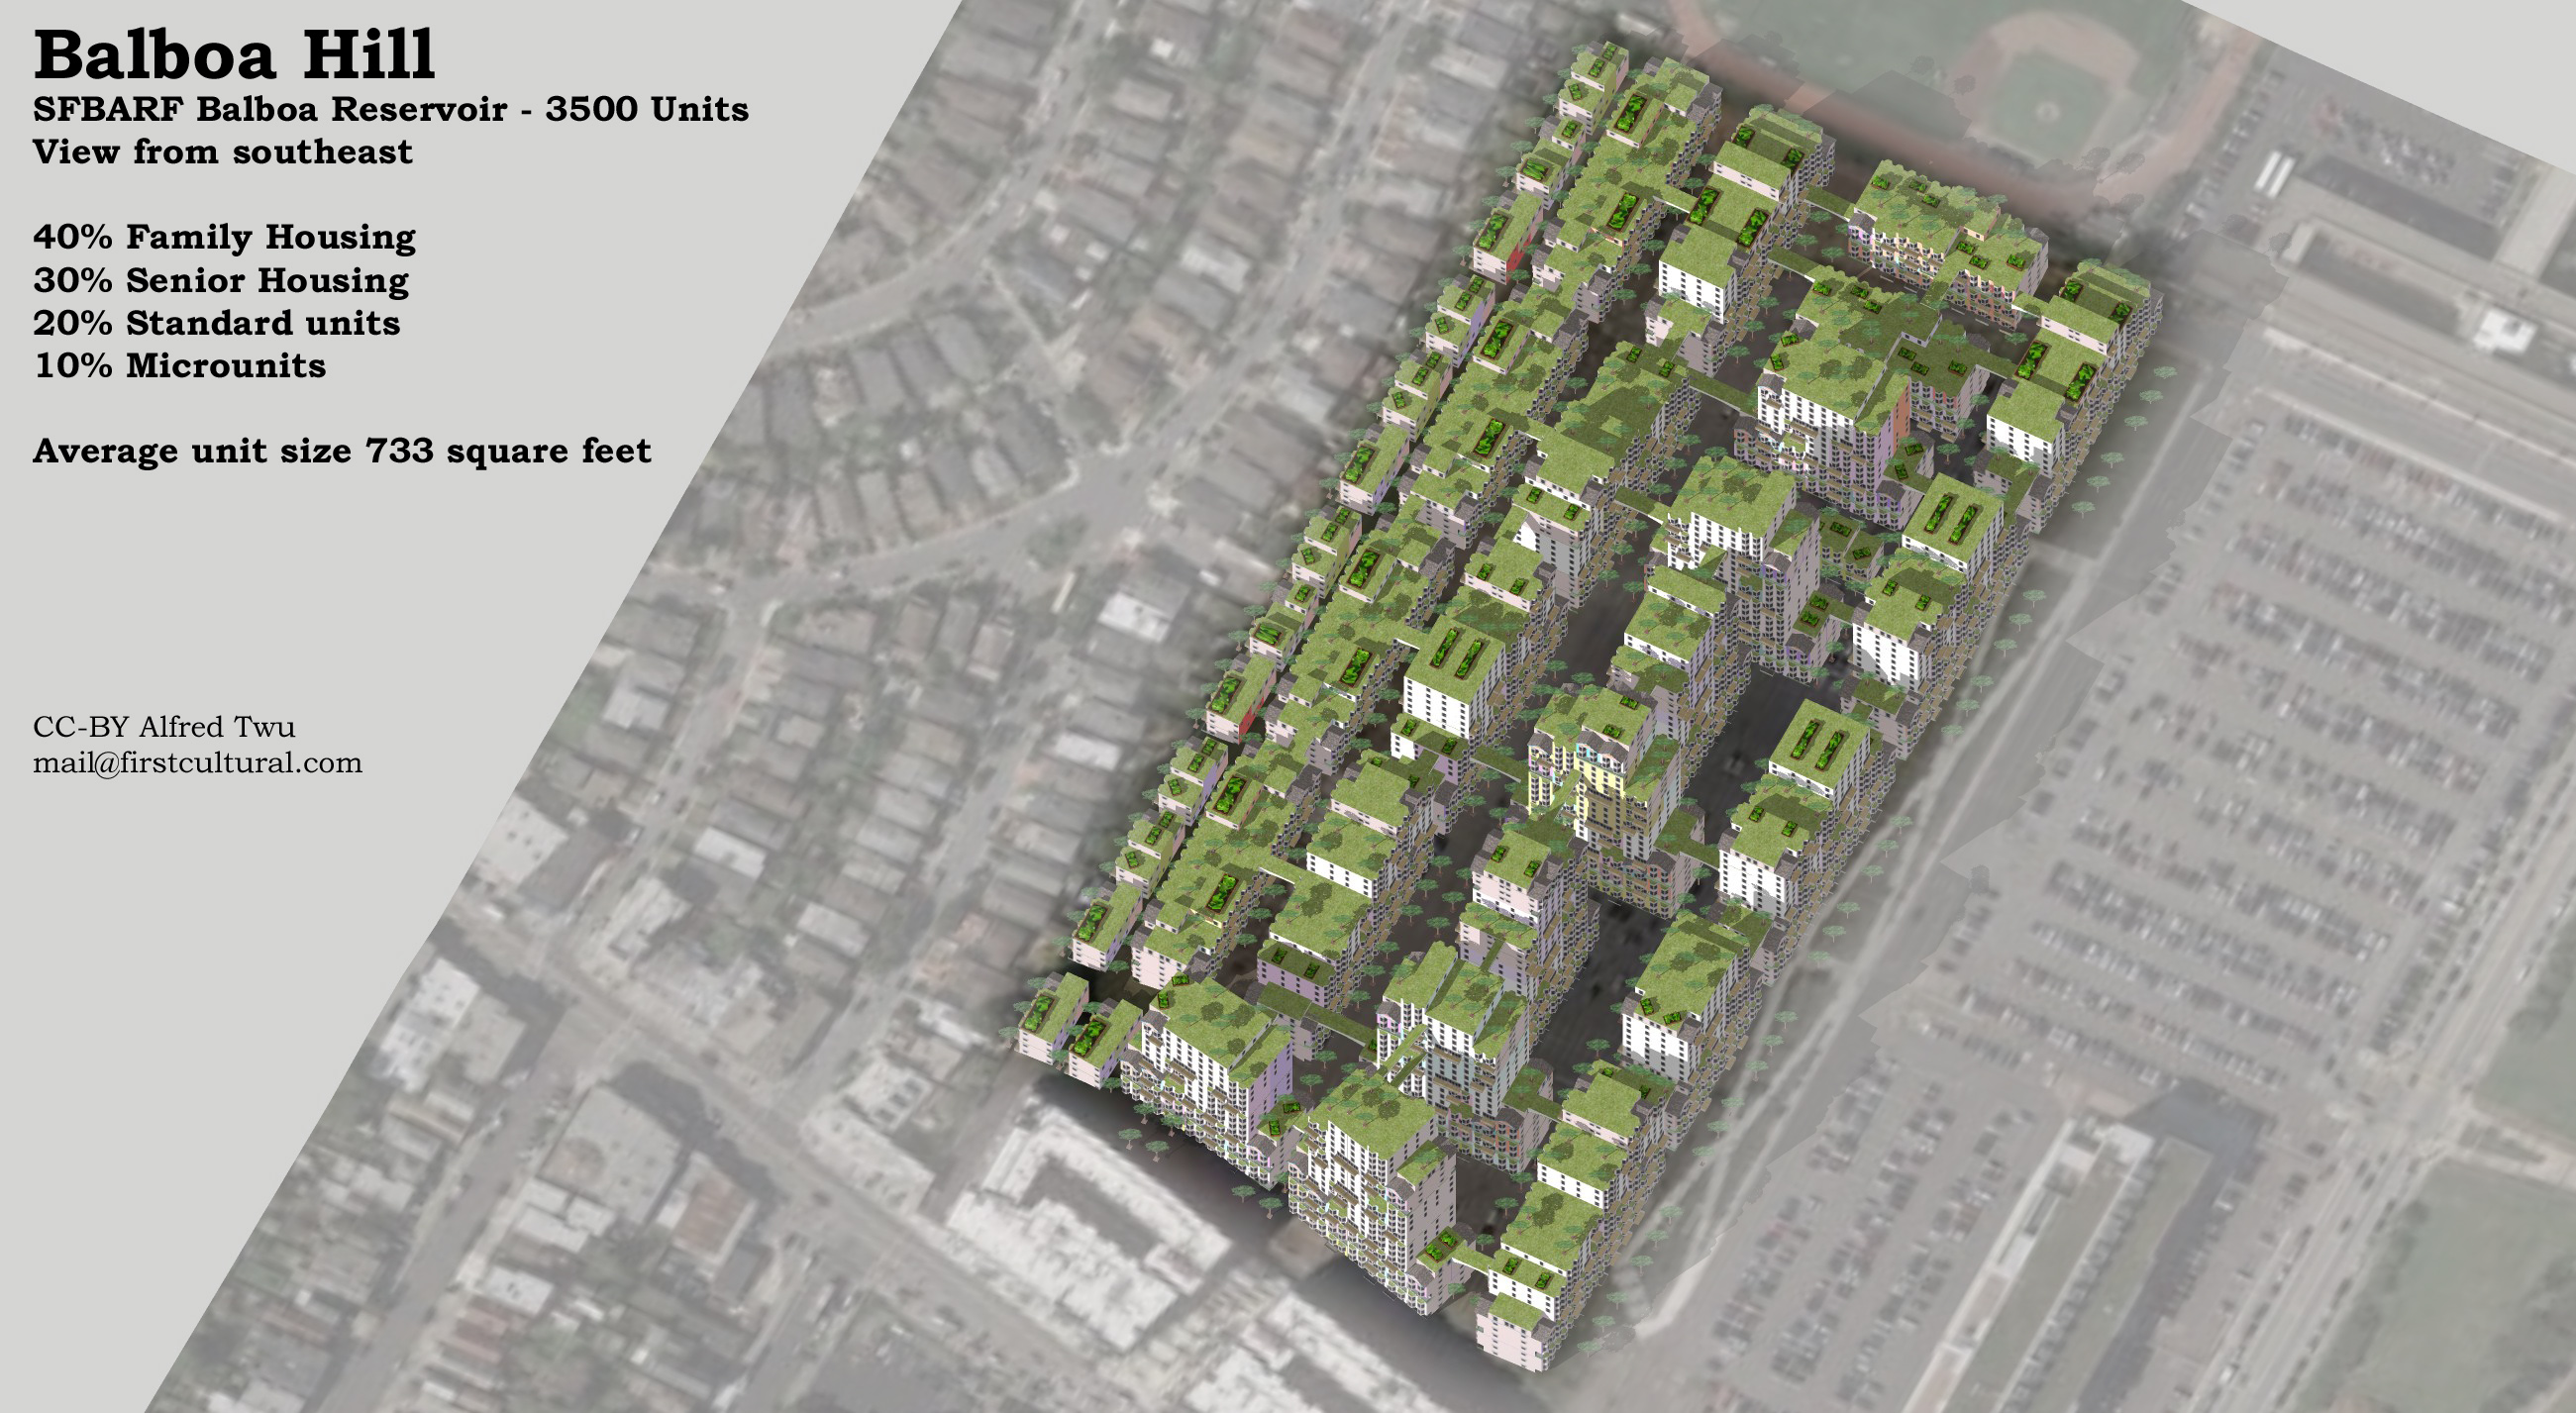 Balboa Hill
SFBARF Balboa Reservoir - 3500 Units
View from southeast
40% Family Housing
30% Senior Housing
20% Standard units
10% Microunits
Average unit size 733 square feet
CC-BY Alfred Twu
mail@firstcultural.com